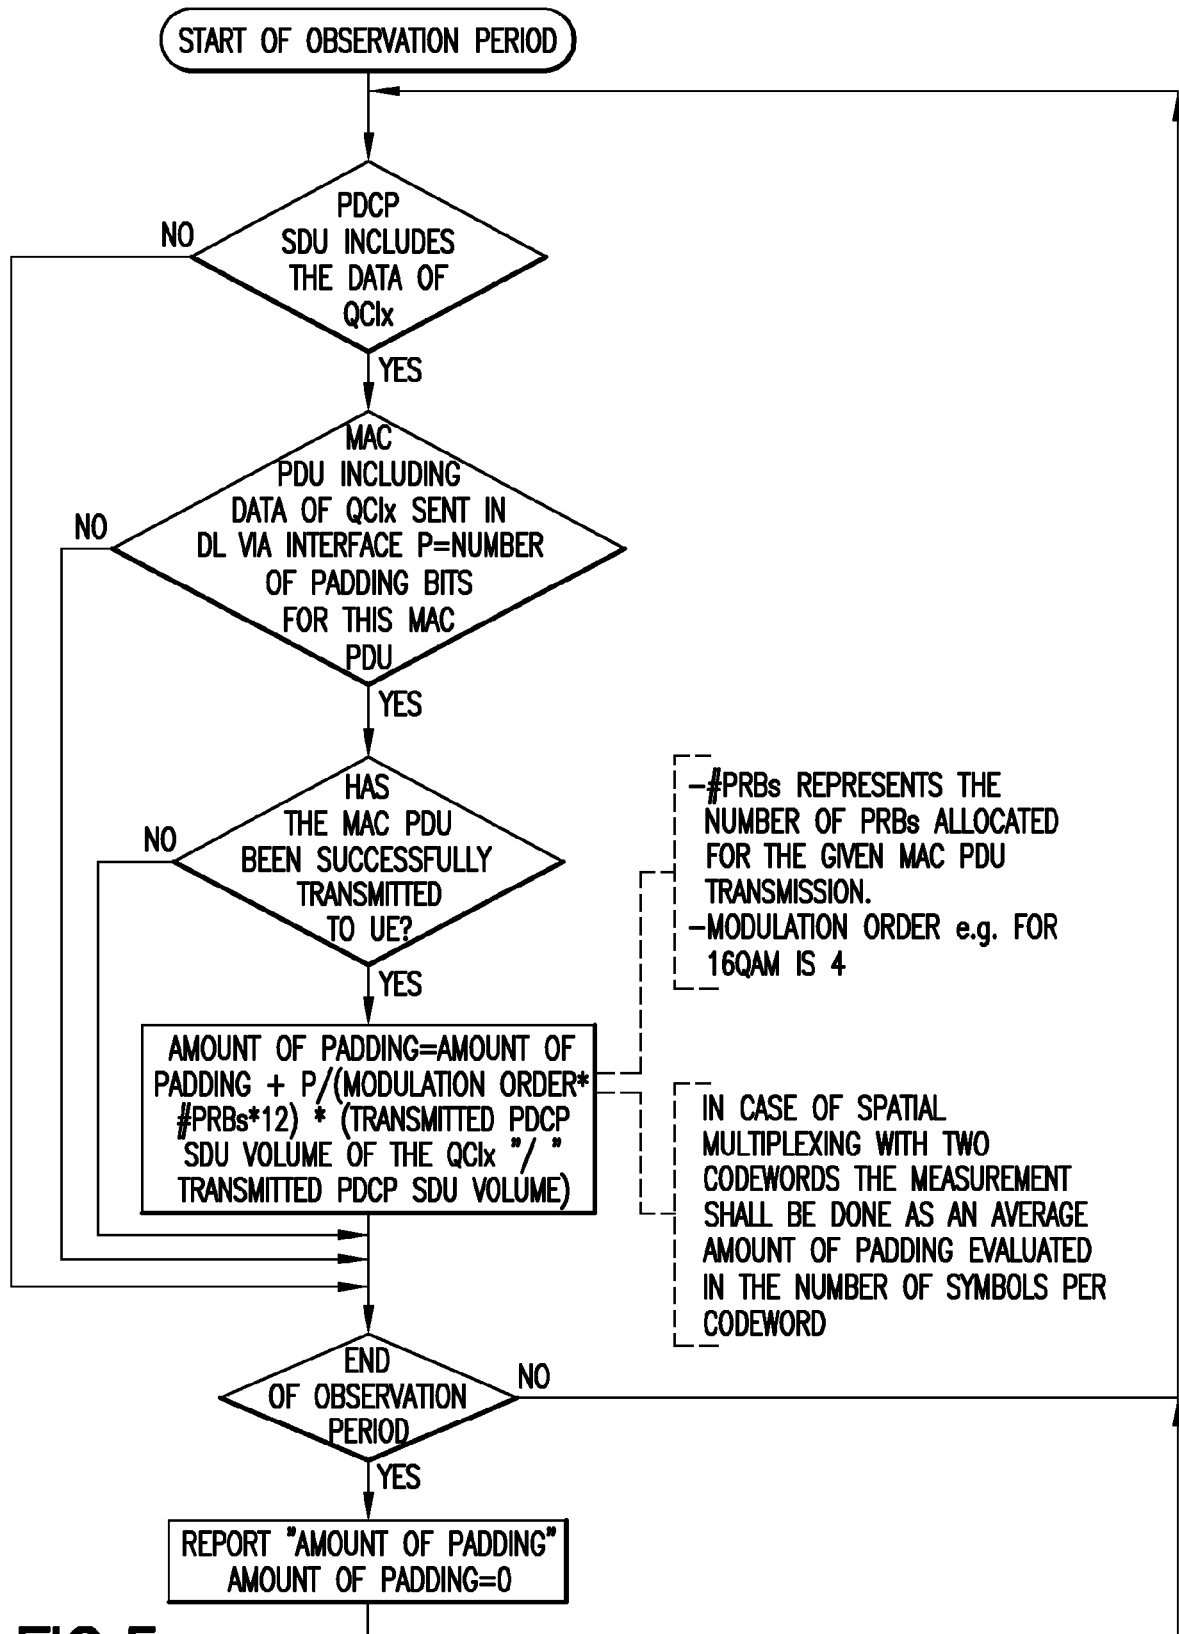 START OF OBSERVATION PERIOD
PDCP
SDU INCLUDES
THE DATA OF
QCIx
NO
YES
MAC
PDU INCLUDING
DATA OF QCIx SENT IN
DL VIA INTERFACE P=NUMBER
OF PADDING BITS
FOR THIS MAC
PDU
NO
YES
HAS
THE MAC PDU
BEEN SUCCESSFULLY
TRANSMITTED
TO UE?
NO
YES
-#PRBs REPRESENTS THE
NUMBER OF PRBs ALLOCATED
FOR THE GIVEN MAC PDU
TRANSMISSION.
-MODULATION ORDER e.g. FOR
16QAM IS 4
AMOUNT OF PADDING=AMOUNT OF
PADDING + P/(MODULATION ORDER*
#PRBs*12) * (TRANSMITTED PDCP
SDU VOLUME OF THE QCIx "/ "
TRANSMITTED PDCP SDU VOLUME)
IN CASE OF SPATIAL
MULTIPLEXING WITH TWO
CODEWORDS THE MEASUREMENT
SHALL BE DONE AS AN AVERAGE
AMOUNT OF PADDING EVALUATED
IN THE NUMBER OF SYMBOLS PER
CODEWORD
END
OF OBSERVATION
PERIOD
NO
YES
REPORT "AMOUNT OF PADDING"
AMOUNT OF PADDING=0